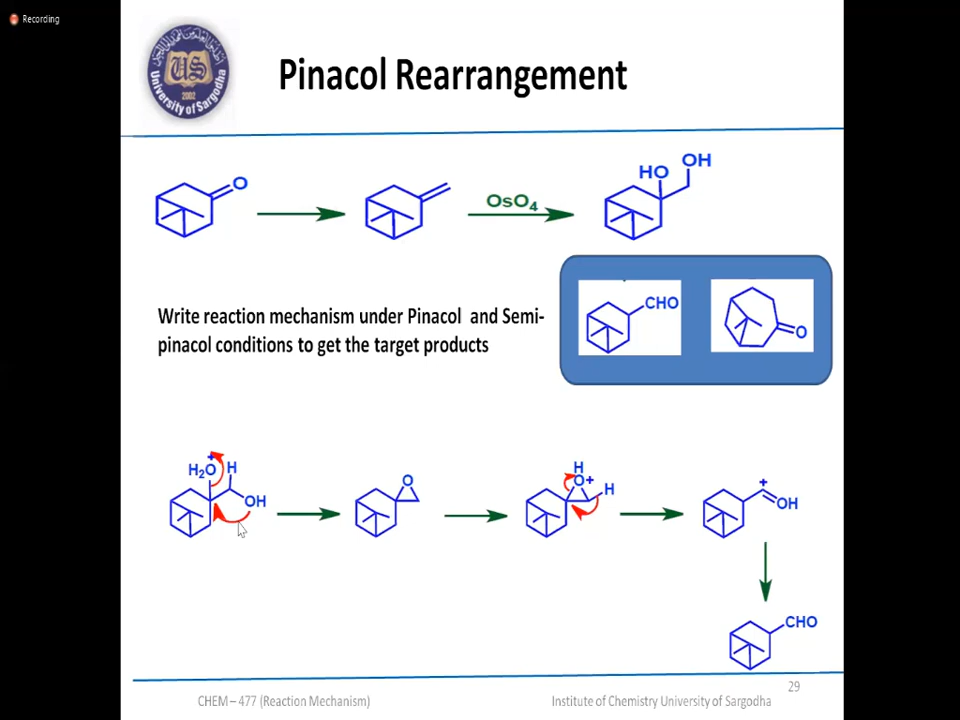 Recording
University of Sargodha
US
2002
Pinacol Rearrangement
O
OsO4
HO
OH
Write reaction mechanism under Pinacol and Semi-
pinacol conditions to get the target products
CHO
O
+
H2O
H
OH
O
H
O+
H
+
OH
CHO
29
CHEM – 477 (Reaction Mechanism)
Institute of Chemistry University of Sargodha